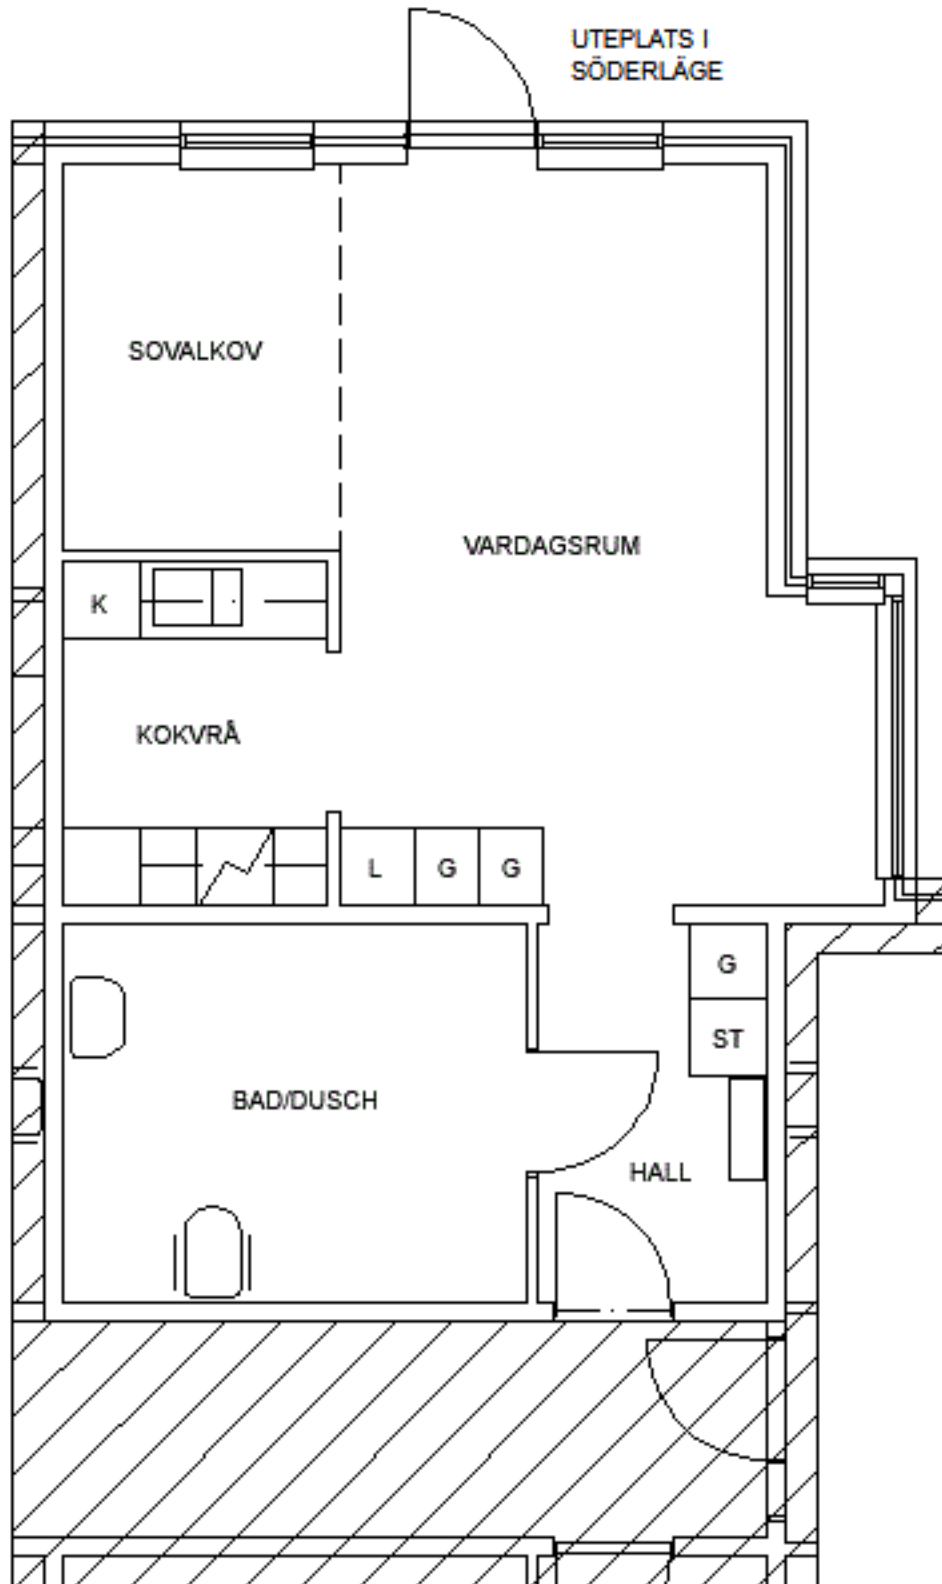 UTEPLATS I
SÖDERLÄGE
SOVALKOV
VARDAGSRUM
K
KOKVRÅ
L G G
G
ST
BAD/DUSCH
HALL